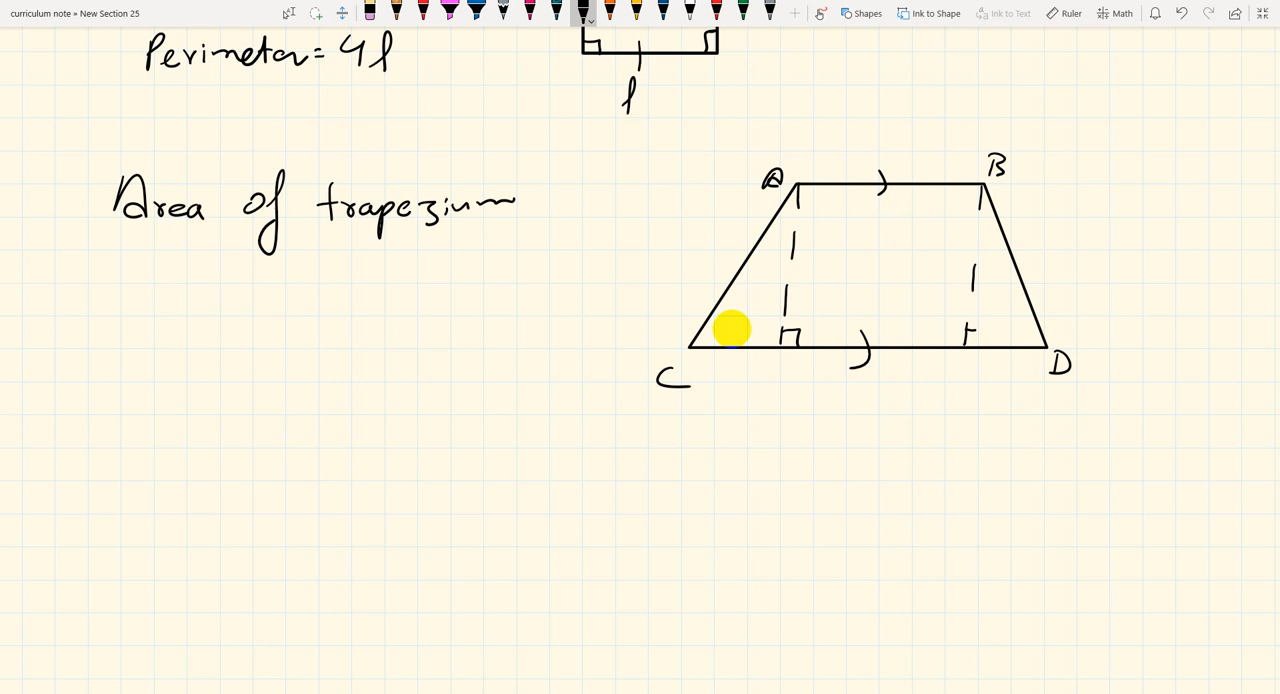 curriculum note » New Section 25
Shapes Ink to Shape Ink to Text Ruler Math
Perimeter = 4l
l
Area of trapezium
A B
C D